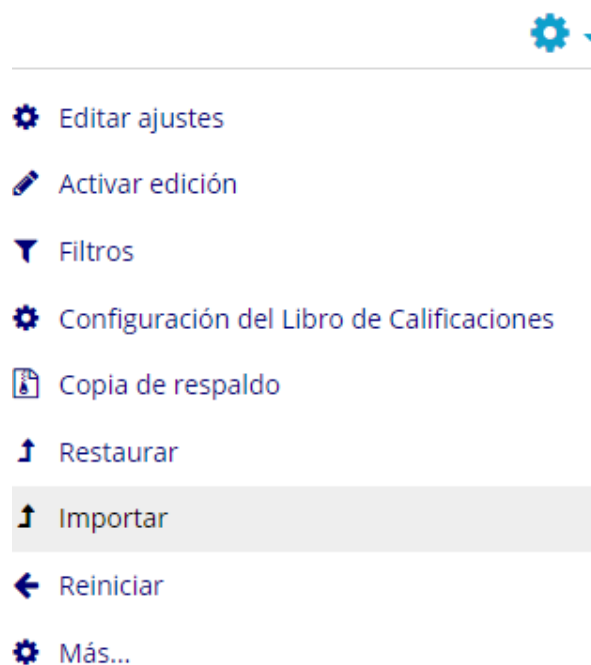 Editar ajustes
Activar edición
Filtros
Configuración del Libro de Calificaciones
Copia de respaldo
Restaurar
Importar
Reiniciar
Más...